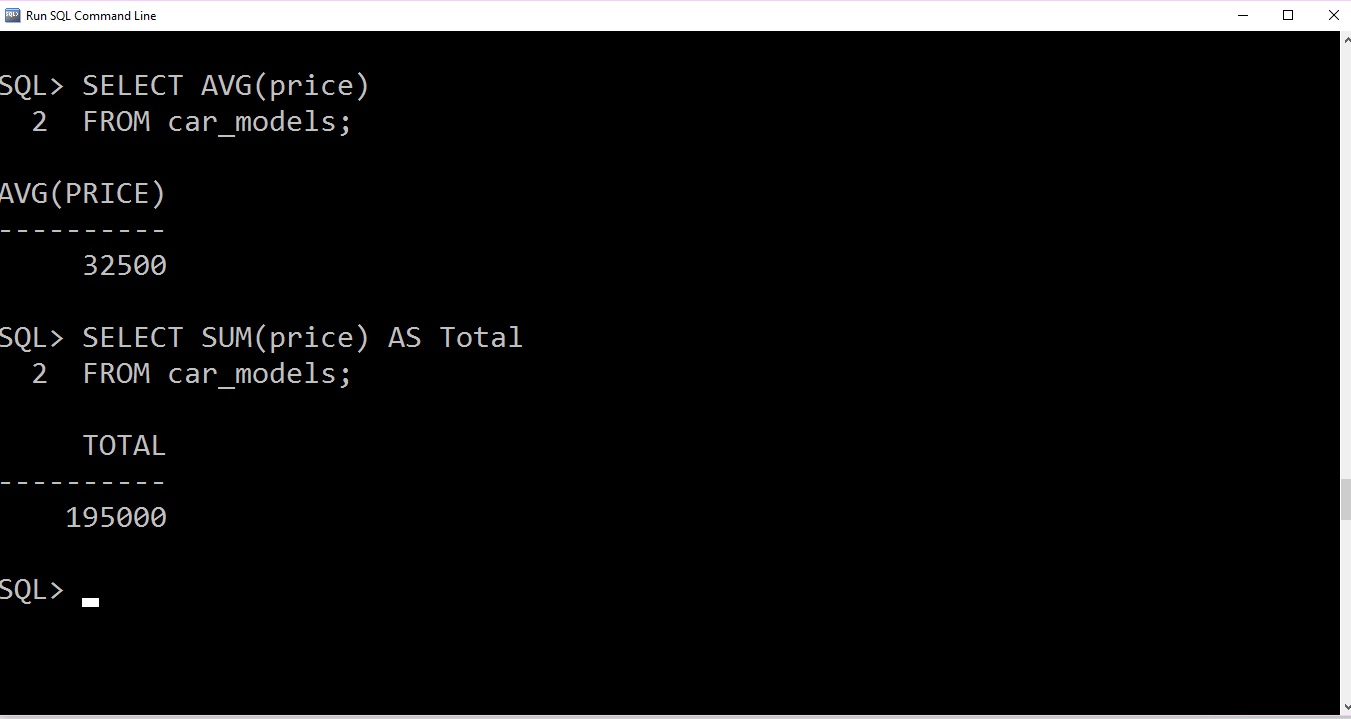 Run SQL Command Line
SQL> SELECT AVG(price)
  2  FROM car_models;
AVG(PRICE)
----------
     32500
SQL> SELECT SUM(price) AS Total
  2  FROM car_models;
     TOTAL
----------
    195000
SQL>